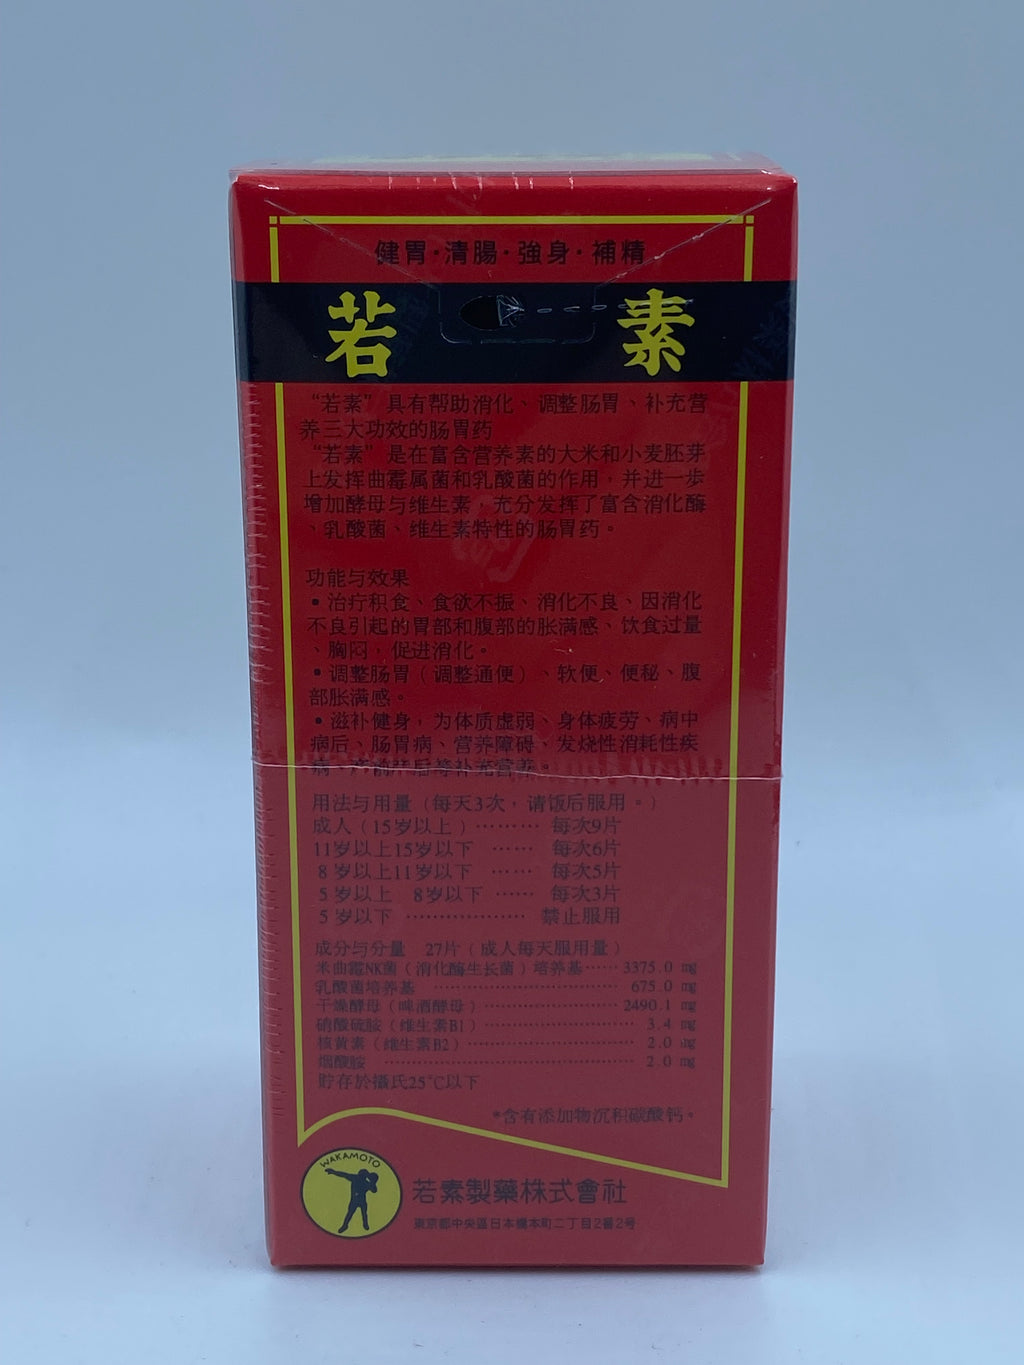 健胃·清腸·強身·補精
若素
“若素”具有帮助消化、调整肠胃、补充营
养三大功效的肠胃药
“若素”是在富含营养素的大米和小麦胚芽
上发挥曲霉属菌和乳酸菌的作用，并进一步
增加酵母与维生素，充分发挥了富含消化酶
、乳酸菌、维生素特性的肠胃药。
功能与效果
•治疗积食、食欲不振、消化不良、因消化
不良引起的胃部和腹部的胀满感、饮食过量
、胸闷，促进消化。
•调整肠胃（调整通便）、软便、便秘、腹
部胀满感。
•滋补健身，为体质虚弱、身体疲劳、病中
病后、肠胃病、营养障碍、发烧性消耗性疾
病、产前产后等补充营养。
用法与用量（每天3次，请饭后服用。）
成人（15岁以上）········· 每次9片
11岁以上15岁以下 ······ 每次6片
8岁以上11岁以下 ······ 每次5片
5岁以上 8岁以下 ······ 每次3片
5岁以下 ·················· 禁止服用
成分与分量 27片（成人每天服用量）
米曲霉NK菌（消化酶生长菌）培养基······ 3375.0 mg
乳酸菌培养基 ······························ 675.0 mg
干燥酵母（啤酒酵母）························ 2490.1 mg
硝酸硫胺（维生素B1）··························· 3.4 mg
核黄素（维生素B2）······························ 2.0 mg
烟酸胺 ············································· 2.0 mg
貯存於攝氏25℃以下
*含有添加物沉积碳酸钙。
WAKAMOTO
若素製藥株式會社
東京都中央區日本橋本町二丁目2番2号